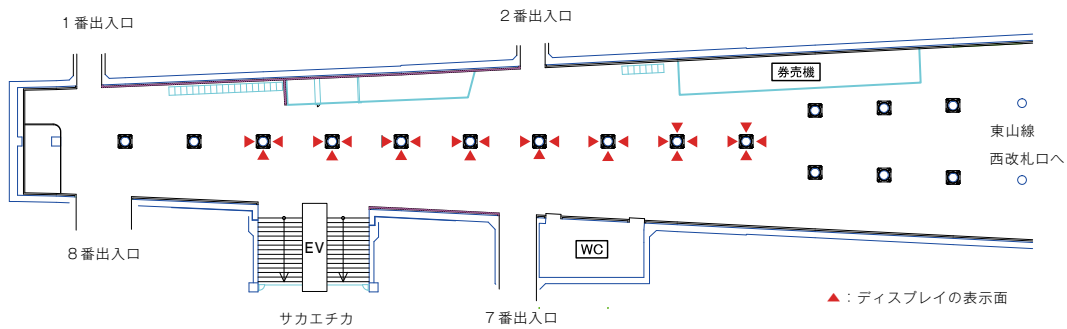 1番出入口
2番出入口
券売機
東山線
西改札口へ
8番出入口
EV
WC
サカエチカ
7番出入口
▲：ディスプレイの表示面